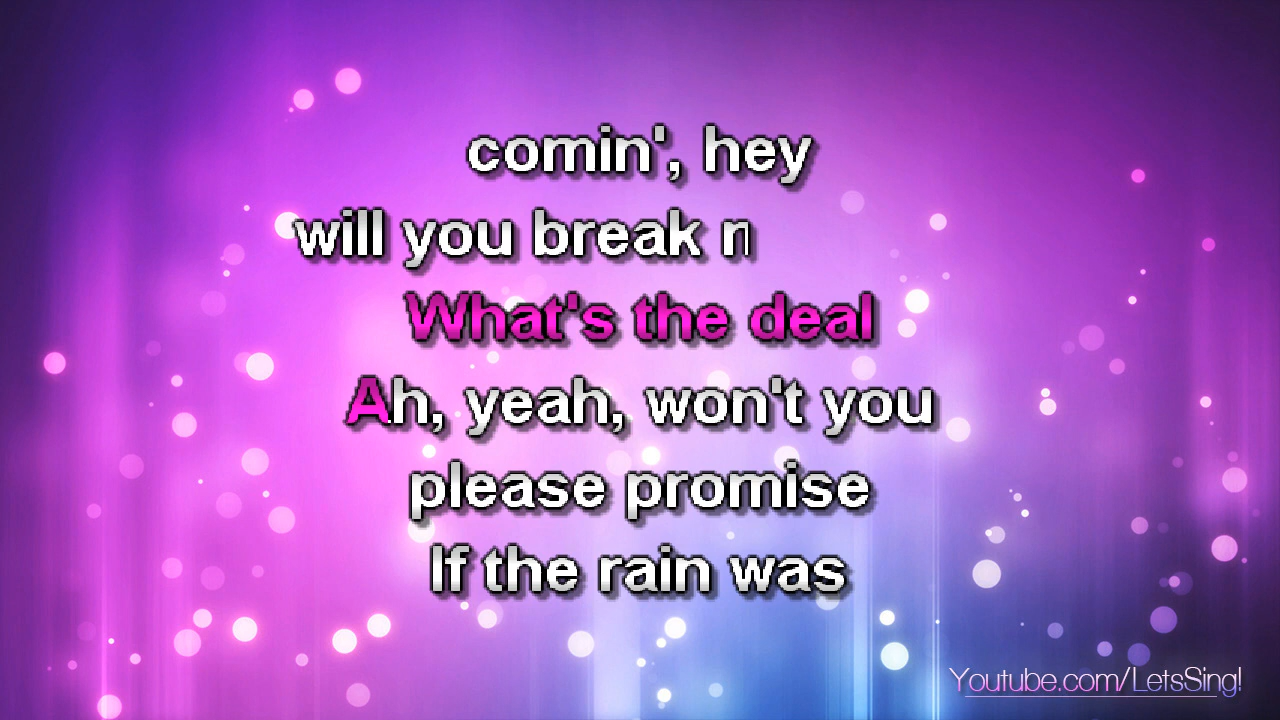 comin', hey
will you break
What's the deal
Ah, yeah, won't you
please promise
If the rain was
Youtube.com/LetsSing!